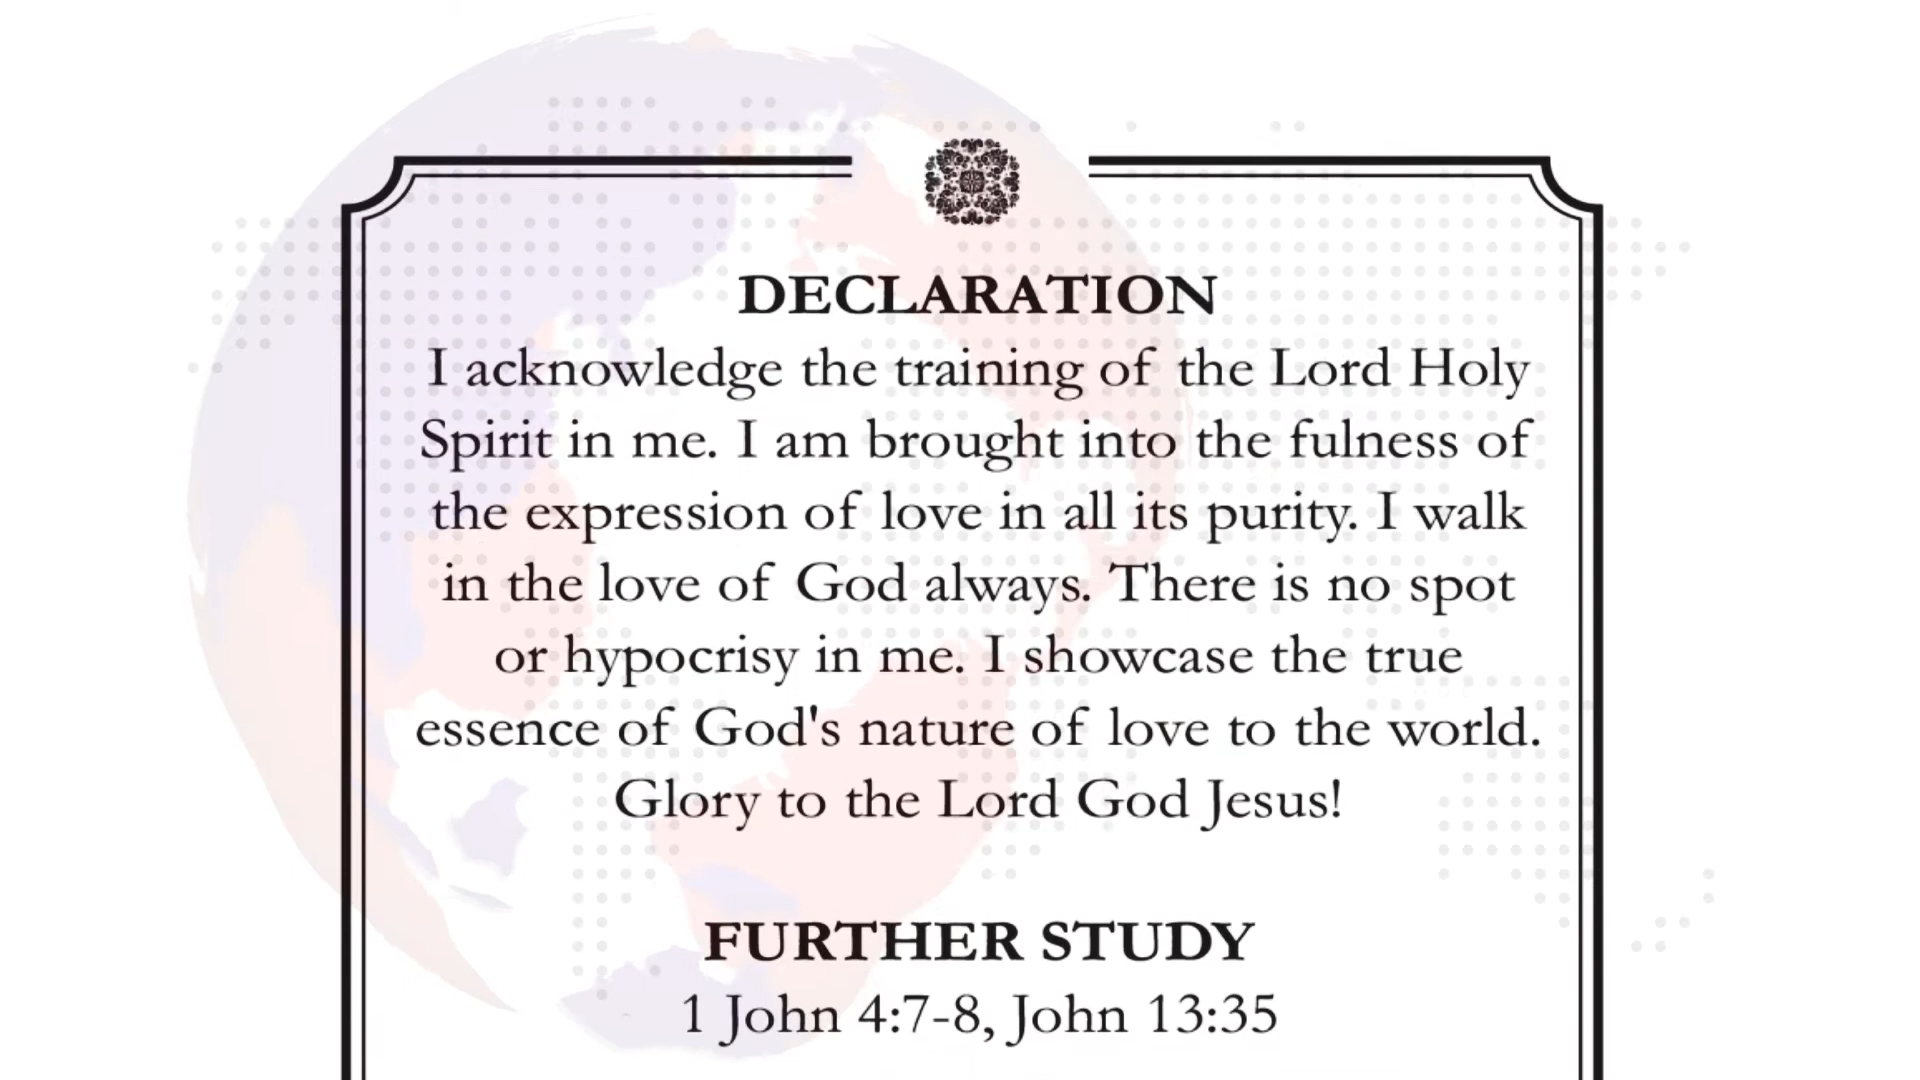 DECLARATION
I acknowledge the training of the Lord Holy
Spirit in me. I am brought into the fulness of
the expression of love in all its purity. I walk
in the love of God always. There is no spot
or hypocrisy in me. I showcase the true
essence of God's nature of love to the world.
Glory to the Lord God Jesus!
FURTHER STUDY
1 John 4:7-8, John 13:35